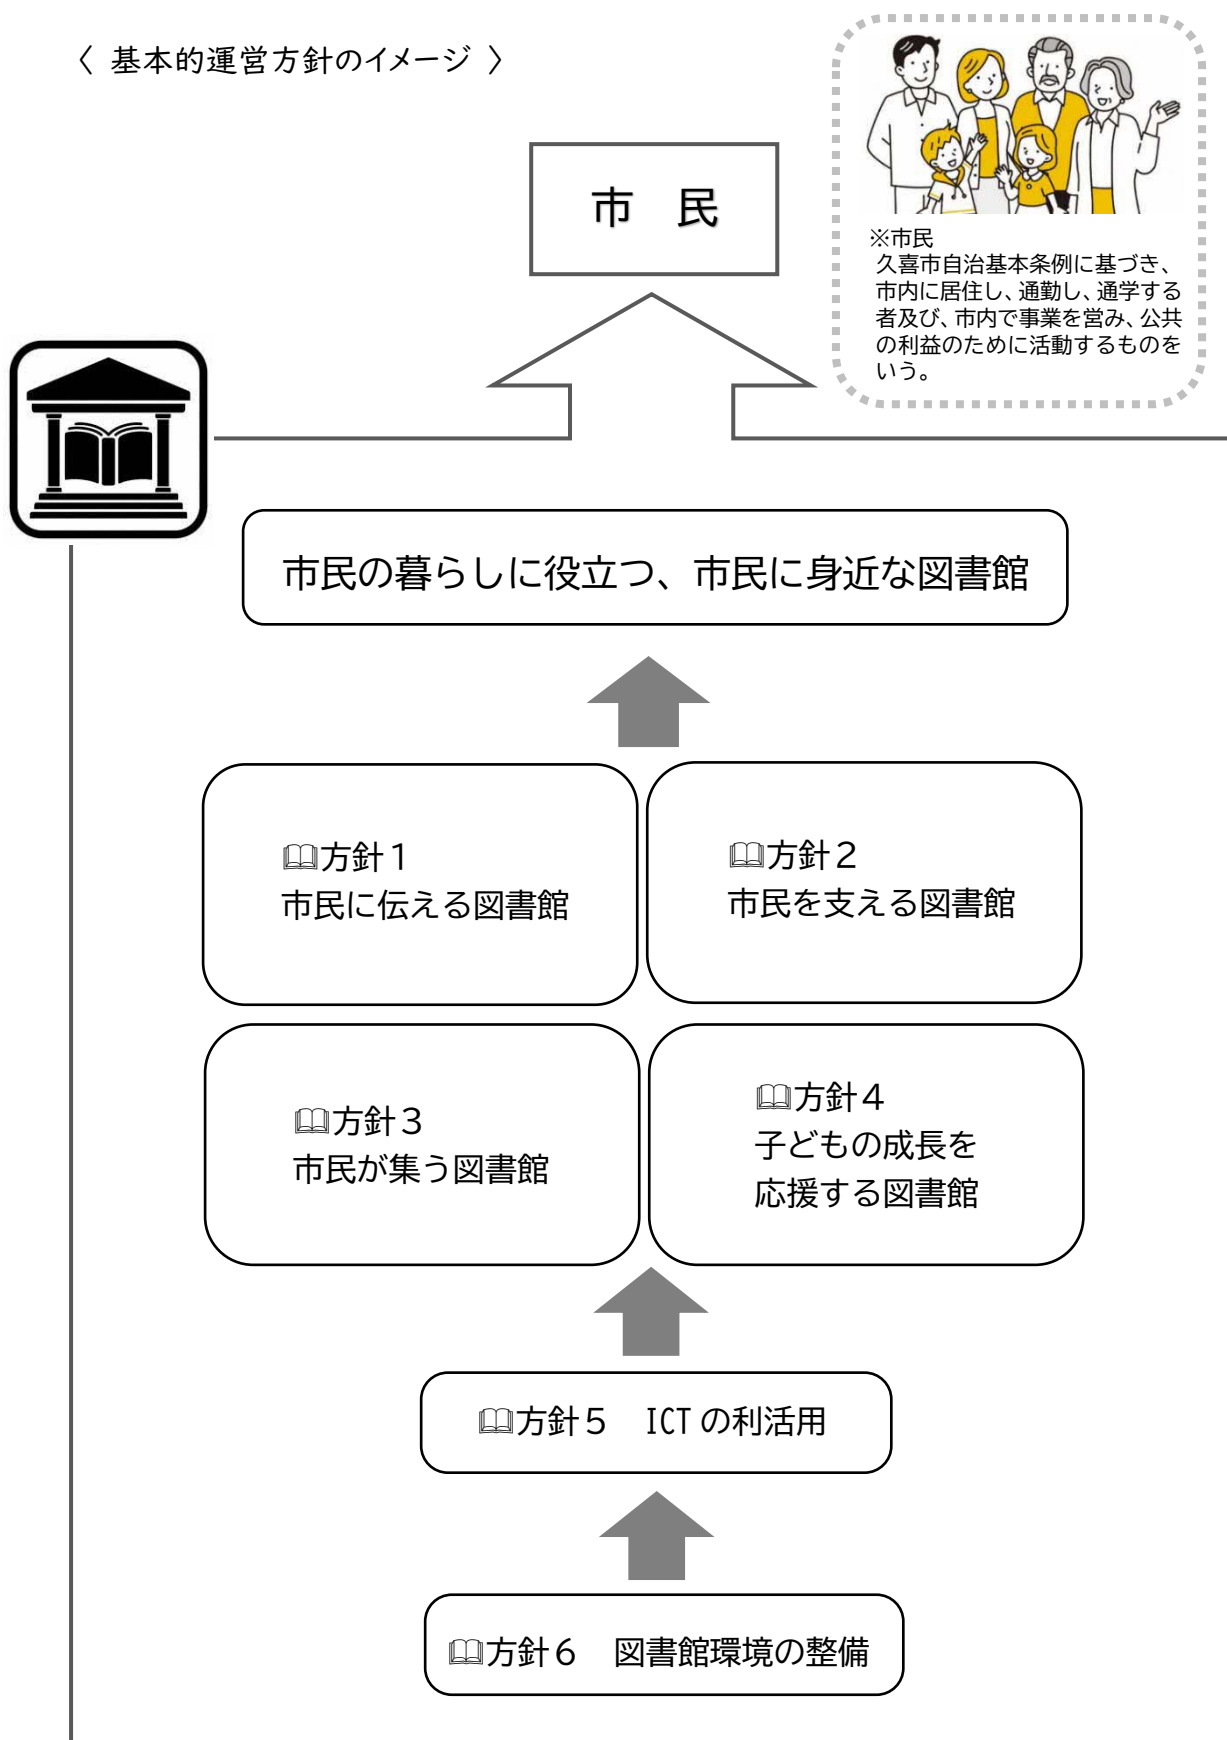 〈 基本的運営方針のイメージ 〉
市 民
※市民
久喜市自治基本条例に基づき、
市内に居住し、通勤し、通学する
者及び、市内で事業を営み、公共
の利益のために活動するものを
いう。
市民の暮らしに役立つ、市民に身近な図書館
🕮方針1
市民に伝える図書館
🕮方針2
市民を支える図書館
🕮方針3
市民が集う図書館
🕮方針4
子どもの成長を
応援する図書館
🕮方針5 ICTの利活用
🕮方針6 図書館環境の整備